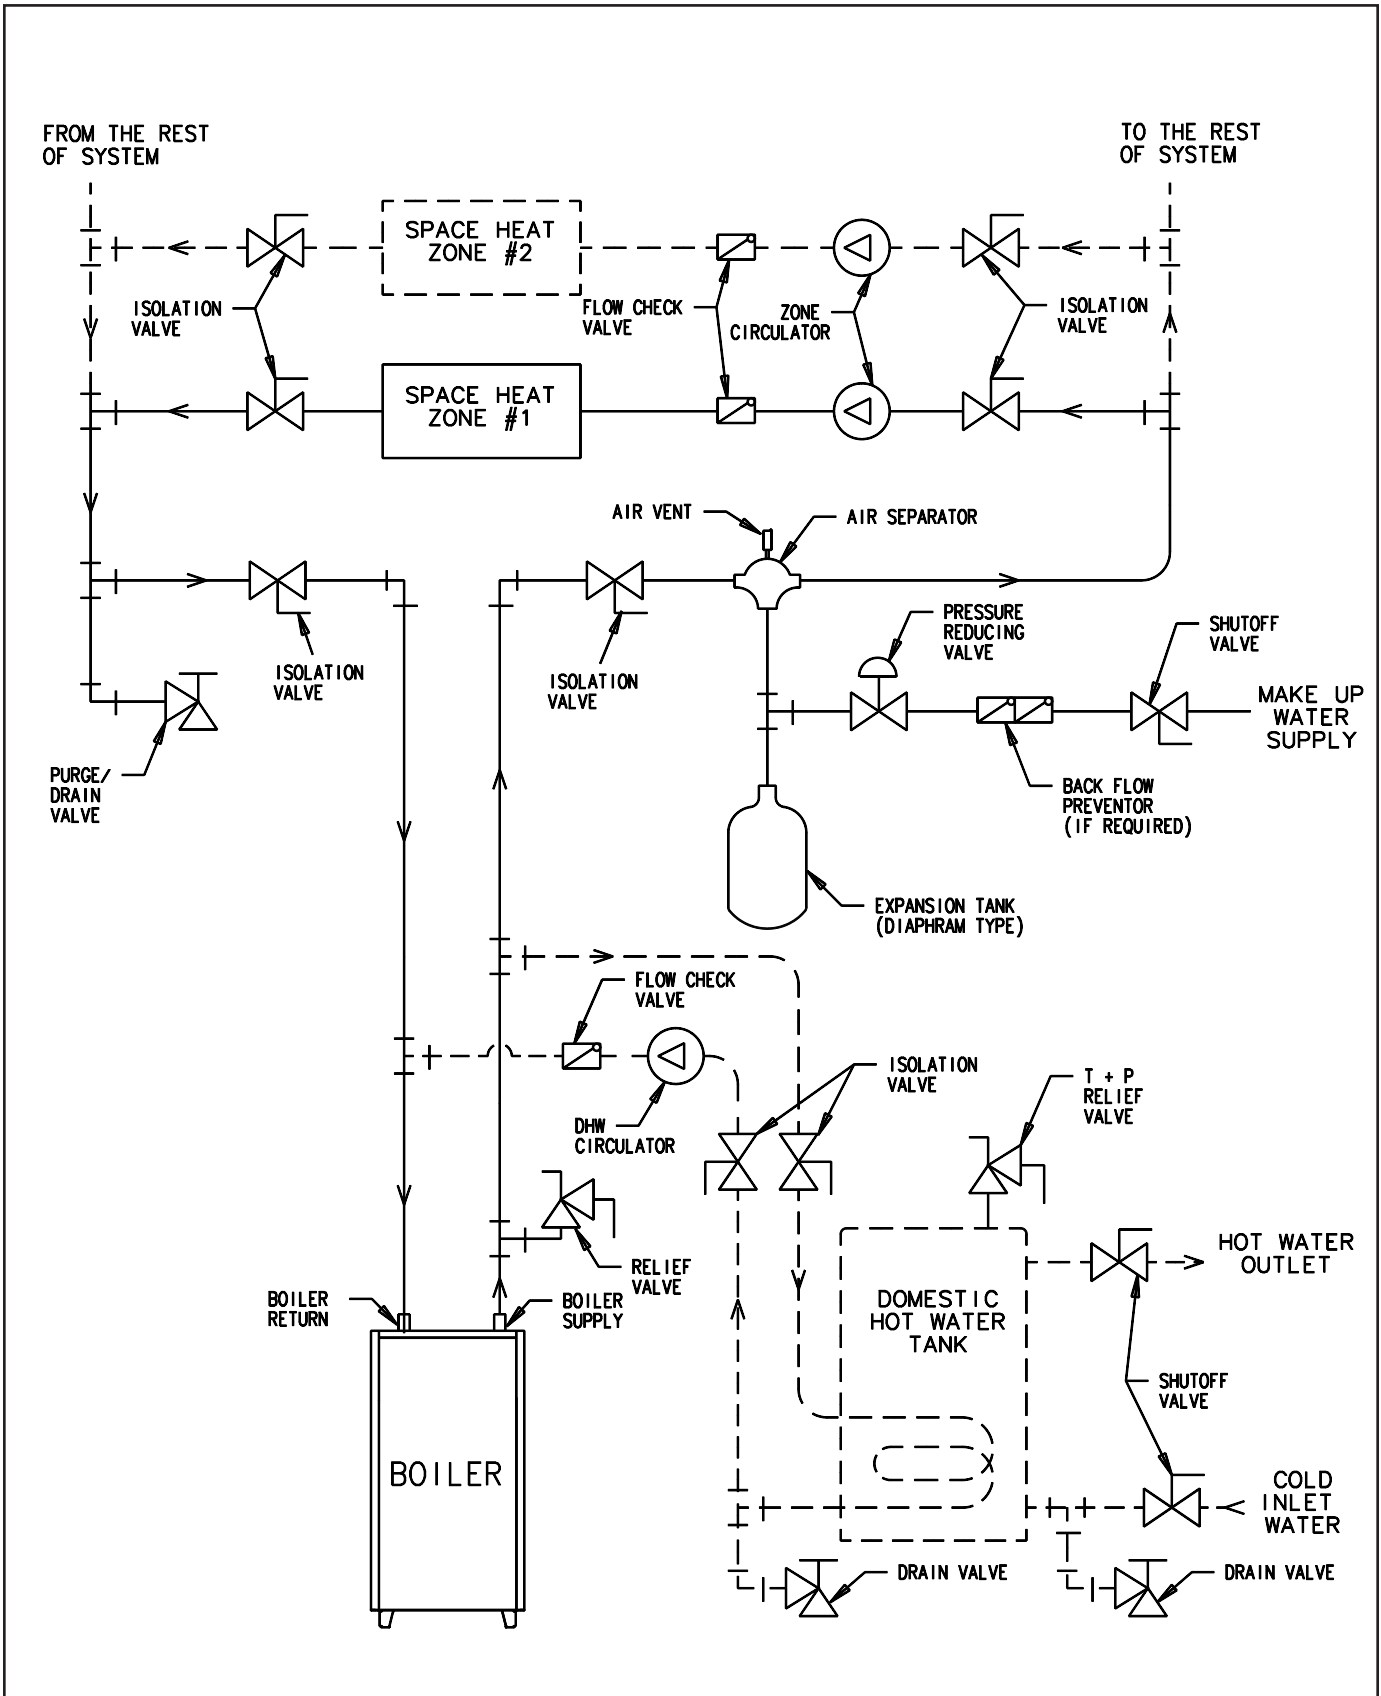 FROM THE REST
OF SYSTEM
TO THE REST
OF SYSTEM
SPACE HEAT
ZONE #2
ISOLATION
VALVE
FLOW CHECK
VALVE
ZONE
CIRCULATOR
ISOLATION
VALVE
SPACE HEAT
ZONE #1
AIR VENT
AIR SEPARATOR
ISOLATION
VALVE
ISOLATION
VALVE
PRESSURE
REDUCING
VALVE
SHUTOFF
VALVE
MAKE UP
WATER
SUPPLY
PURGE/
DRAIN
VALVE
BACK FLOW
PREVENTOR
(IF REQUIRED)
EXPANSION TANK
(DIAPHRAM TYPE)
FLOW CHECK
VALVE
DHW
CIRCULATOR
ISOLATION
VALVE
T + P
RELIEF
VALVE
RELIEF
VALVE
BOILER
RETURN
BOILER
SUPPLY
HOT WATER
OUTLET
DOMESTIC
HOT WATER
TANK
SHUTOFF
VALVE
BOILER
COLD
INLET
WATER
DRAIN VALVE
DRAIN VALVE